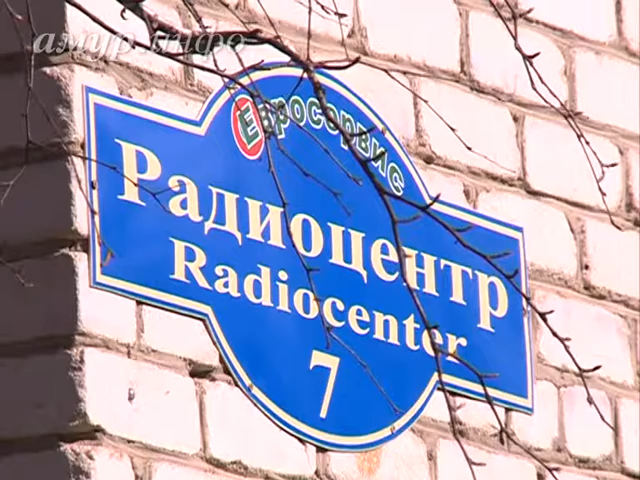 амур инфо
Евросервис
Радиоцентр
Radiocenter
7